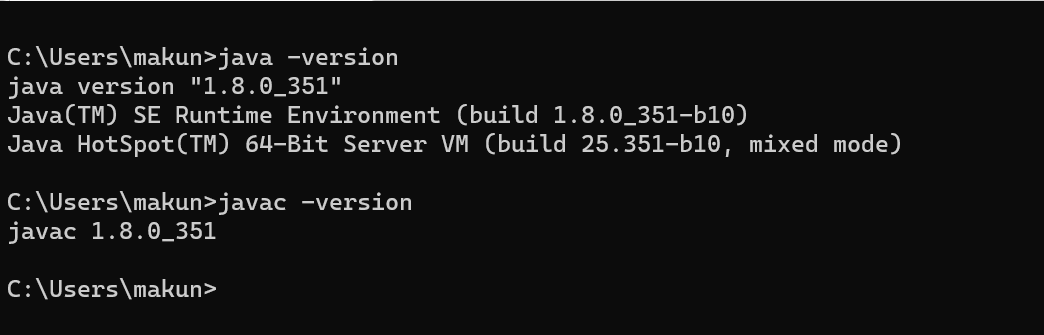 C:\Users\makun>java -version
java version "1.8.0_351"
Java(TM) SE Runtime Environment (build 1.8.0_351-b10)
Java HotSpot(TM) 64-Bit Server VM (build 25.351-b10, mixed mode)
C:\Users\makun>javac -version
javac 1.8.0_351
C:\Users\makun>